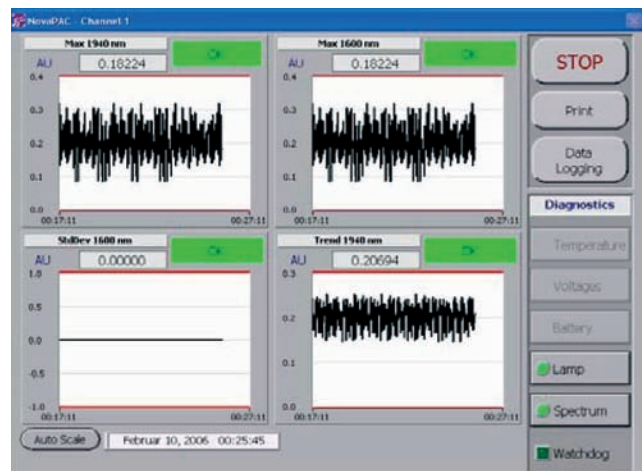 NovaPAC - Channel 1
Max 1940 nm
AU 0.18224 OK
0.4
0.3
0.2
0.1
0.0
00:17:11 00:27:11
Max 1600 nm
AU 0.18224 OK
0.4
0.3
0.2
0.1
0.0
00:17:11 00:27:11
StdDev 1600 nm
AU 0.00000 OK
1.0
0.5
0.0
-0.5
-1.0
00:17:11 00:27:11
Trend 1940 nm
AU 0.20694 OK
0.3
0.2
0.1
0.0
00:17:11 00:27:11
Auto Scale
Februar 10, 2006 00:25:45
STOP
Print
Data
Logging
Diagnostics
Temperature
Voltages
Battery
Lamp
Spectrum
Watchdog